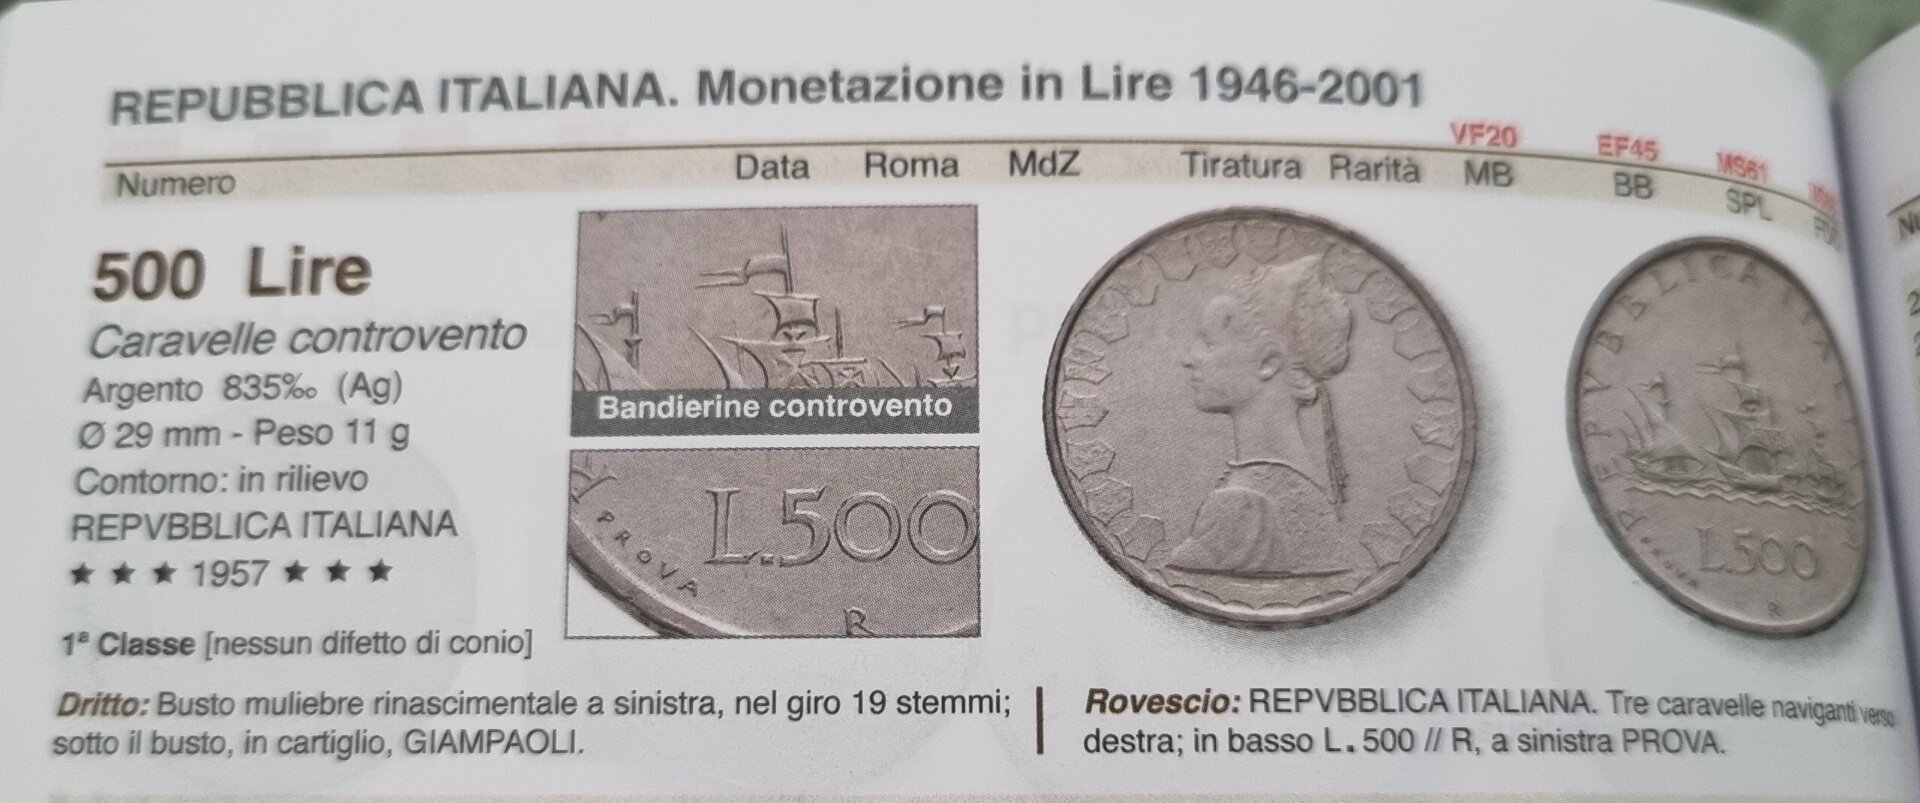 REPUBBLICA ITALIANA. Monetazione in Lire 1946-2001
VF20 EF45 MS61
Numero Data Roma MdZ Tiratura Rarità MB BB SPL
500 Lire
Caravelle controvento
Argento 835‰ (Ag)
Ø 29 mm - Peso 11 g
Contorno: in rilievo
REPVBBLICA ITALIANA
★ ★ ★ 1957 ★ ★ ★
1ª Classe [nessun difetto di conio]
Bandierine controvento
PROVA
L.500
R
REPVBBLICA
L.500
R
Dritto: Busto muliebre rinascimentale a sinistra, nel giro 19 stemmi;
sotto il busto, in cartiglio, GIAMPAOLI.
Rovescio: REPVBBLICA ITALIANA. Tre caravelle naviganti verso
destra; in basso L. 500 // R, a sinistra PROVA.